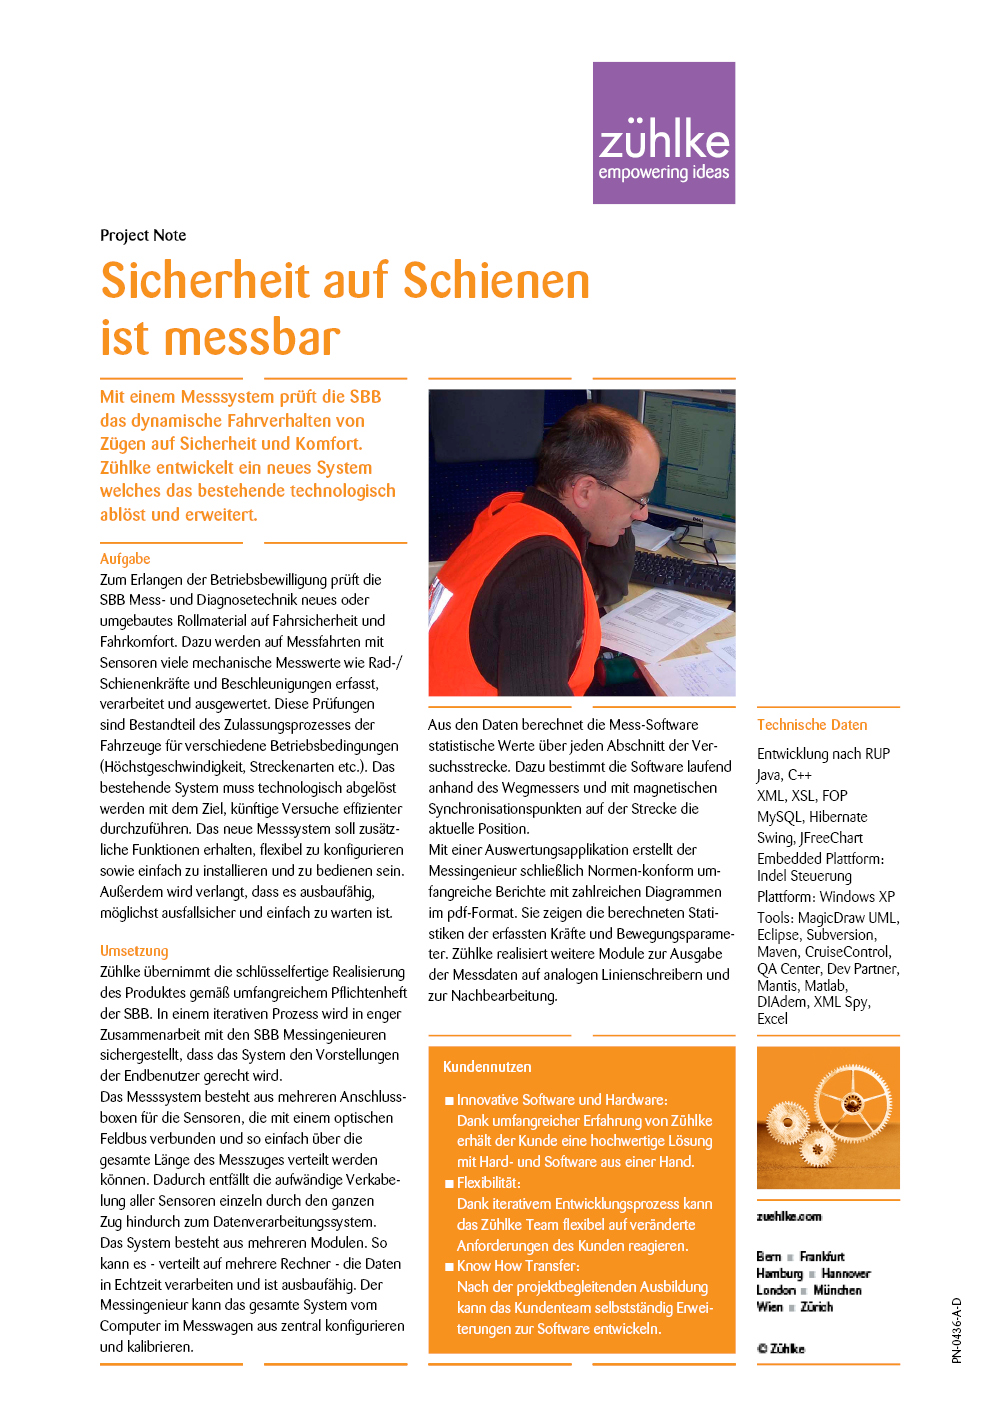 zühlke
empowering ideas
Project Note
Sicherheit auf Schienen
ist messbar
Mit einem Messsystem prüft die SBB
das dynamische Fahrverhalten von
Zügen auf Sicherheit und Komfort.
Zühlke entwickelt ein neues System
welches das bestehende technologisch
ablöst und erweitert.
Aufgabe
Zum Erlangen der Betriebsbewilligung prüft die
SBB Mess- und Diagnosetechnik neues oder
umgebautes Rollmaterial auf Fahrsicherheit und
Fahrkomfort. Dazu werden auf Messfahrten mit
Sensoren viele mechanische Messwerte wie Rad-/
Schienenkräfte und Beschleunigungen erfasst,
verarbeitet und ausgewertet. Diese Prüfungen
sind Bestandteil des Zulassungsprozesses der
Fahrzeuge für verschiedene Betriebsbedingungen
(Höchstgeschwindigkeit, Streckenarten etc.). Das
bestehende System muss technologisch abgelöst
werden mit dem Ziel, künftige Versuche effizienter
durchzuführen. Das neue Messsystem soll zusätz-
liche Funktionen erhalten, flexibel zu konfigurieren
sowie einfach zu installieren und zu bedienen sein.
Außerdem wird verlangt, dass es ausbaufähig,
möglichst ausfallsicher und einfach zu warten ist.
Umsetzung
Zühlke übernimmt die schlüsselfertige Realisierung
des Produktes gemäß umfangreichem Pflichtenheft
der SBB. In einem iterativen Prozess wird in enger
Zusammenarbeit mit den SBB Messingenieuren
sichergestellt, dass das System den Vorstellungen
der Endbenutzer gerecht wird.
Das Messsystem besteht aus mehreren Anschluss-
boxen für die Sensoren, die mit einem optischen
Feldbus verbunden und so einfach über die
gesamte Länge des Messzuges verteilt werden
können. Dadurch entfällt die aufwändige Verkabe-
lung aller Sensoren einzeln durch den ganzen
Zug hindurch zum Datenverarbeitungssystem.
Das System besteht aus mehreren Modulen. So
kann es - verteilt auf mehrere Rechner - die Daten
in Echtzeit verarbeiten und ist ausbaufähig. Der
Messingenieur kann das gesamte System vom
Computer im Messwagen aus zentral konfigurieren
und kalibrieren.
Aus den Daten berechnet die Mess-Software
statistische Werte über jeden Abschnitt der Ver-
suchsstrecke. Dazu bestimmt die Software laufend
anhand des Wegmessers und mit magnetischen
Synchronisationspunkten auf der Strecke die
aktuelle Position.
Mit einer Auswertungsapplikation erstellt der
Messingenieur schließlich Normen-konform um-
fangreiche Berichte mit zahlreichen Diagrammen
im pdf-Format. Sie zeigen die berechneten Stati-
stiken der erfassten Kräfte und Bewegungsparame-
ter. Zühlke realisiert weitere Module zur Ausgabe
der Messdaten auf analogen Linienschreibern und
zur Nachbearbeitung.
Kundennutzen
Innovative Software und Hardware:
Dank umfangreicher Erfahrung von Zühlke
erhält der Kunde eine hochwertige Lösung
mit Hard- und Software aus einer Hand.
Flexibilität:
Dank iterativem Entwicklungsprozess kann
das Zühlke Team flexibel auf veränderte
Anforderungen des Kunden reagieren.
Know How Transfer:
Nach der projektbegleitenden Ausbildung
kann das Kundenteam selbstständig Erwei-
terungen zur Software entwickeln.
Technische Daten
Entwicklung nach RUP
Java, C++
XML, XSL, FOP
MySQL, Hibernate
Swing, JFreeChart
Embedded Plattform:
Indel Steuerung
Plattform: Windows XP
Tools: MagicDraw UML,
Eclipse, Subversion,
Maven, CruiseControl,
QA Center, Dev Partner,
Mantis, Matlab,
DIAdem, XML Spy,
Excel
zuehlke.com
Bern ■ Frankfurt
Hamburg ■ Hannover
London ■ München
Wien ■ Zürich
© Zühlke
PN-0436-A-D